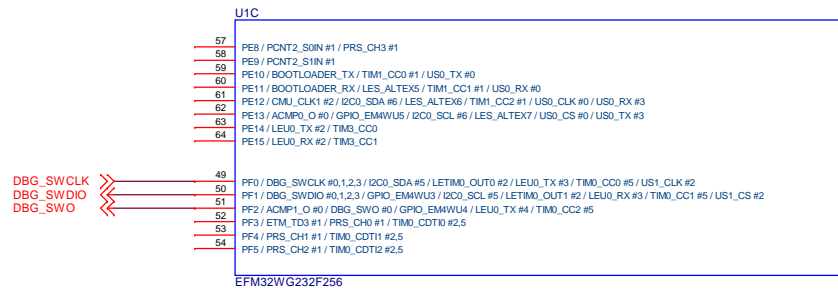 U1C
57 PE8 / PCNT2_S0IN #1 / PRS_CH3 #1
58 PE9 / PCNT2_S1IN #1
59 PE10 / BOOTLOADER_TX / TIM1_CC0 #1 / US0_TX #0
60 PE11 / BOOTLOADER_RX / LES_ALTEX5 / TIM1_CC1 #1 / US0_RX #0
61 PE12 / CMU_CLK1 #2 / I2C0_SDA #6 / LES_ALTEX6 / TIM1_CC2 #1 / US0_CLK #0 / US0_RX #3
62 PE13 / ACMP0_O #0 / GPIO_EM4WU5 / I2C0_SCL #6 / LES_ALTEX7 / US0_CS #0 / US0_TX #3
63 PE14 / LEU0_TX #2 / TIM3_CC0
64 PE15 / LEU0_RX #2 / TIM3_CC1
DBG_SWCLK 49 PF0 / DBG_SWCLK #0,1,2,3 / I2C0_SDA #5 / LETIM0_OUT0 #2 / LEU0_TX #3 / TIM0_CC0 #5 / US1_CLK #2
DBG_SWDIO 50 PF1 / DBG_SWDIO #0,1,2,3 / GPIO_EM4WU3 / I2C0_SCL #5 / LETIM0_OUT1 #2 / LEU0_RX #3 / TIM0_CC1 #5 / US1_CS #2
DBG_SWO 51 PF2 / ACMP1_O #0 / DBG_SWO #0 / GPIO_EM4WU4 / LEU0_TX #4 / TIM0_CC2 #5
52 PF3 / ETM_TD3 #1 / PRS_CH0 #1 / TIM0_CDTI0 #2,5
53 PF4 / PRS_CH1 #1 / TIM0_CDTI1 #2,5
54 PF5 / PRS_CH2 #1 / TIM0_CDTI2 #2,5
EFM32WG232F256